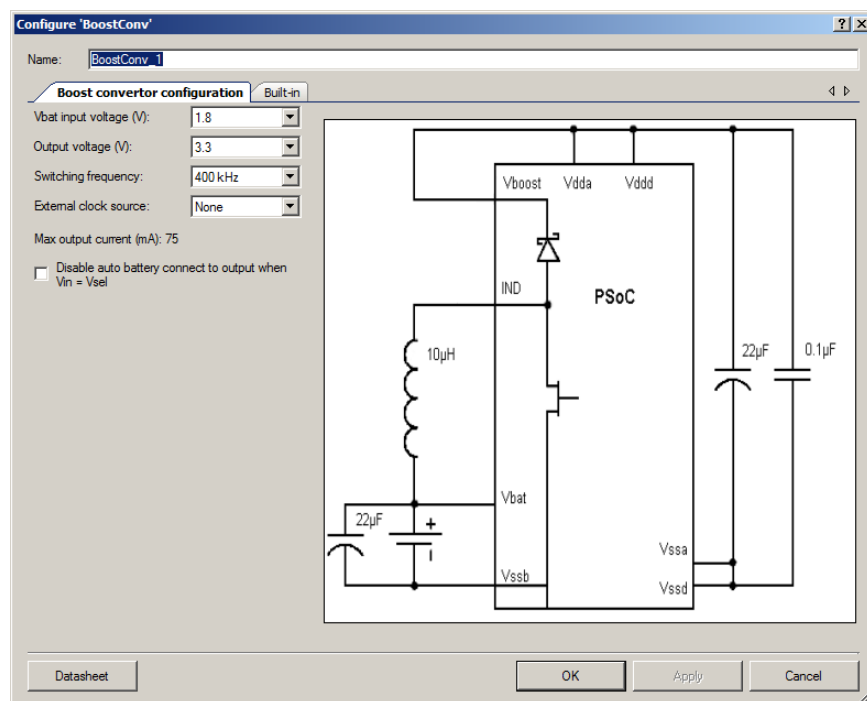 Configure 'BoostConv'
Name: BoostConv_1
Boost convertor configuration Built-in
Vbat input voltage (V): 1.8
Output voltage (V): 3.3
Switching frequency: 400 kHz
External clock source: None
Max output current (mA): 75
Disable auto battery connect to output when
Vin = Vsel
Vboost Vdda Vddd
IND
PSoC
10µH
22µF 0.1µF
Vbat
22µF
+
Vssa
Vssb
Vssd
Datasheet OK Apply Cancel